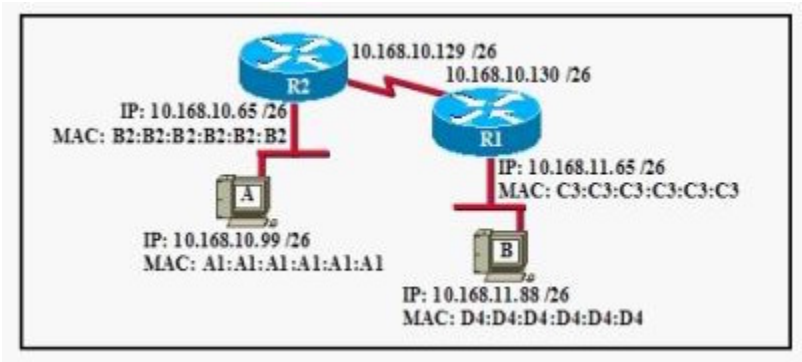 10.168.10.129 /26
10.168.10.130 /26
R2
IP: 10.168.10.65 /26
MAC: B2:B2:B2:B2:B2:B2
R1
IP: 10.168.11.65 /26
MAC: C3:C3:C3:C3:C3:C3
A
IP: 10.168.10.99 /26
MAC: A1:A1:A1:A1:A1:A1
B
IP: 10.168.11.88 /26
MAC: D4:D4:D4:D4:D4:D4